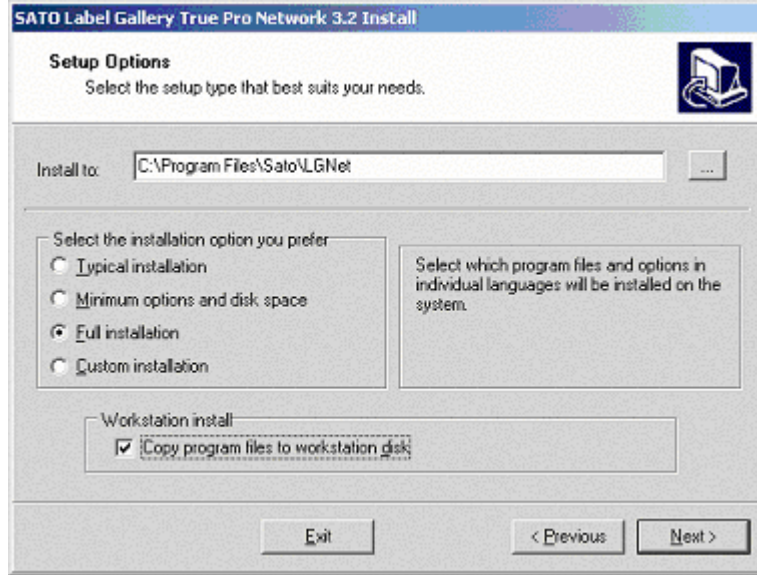 SATO Label Gallery True Pro Network 3.2 Install
Setup Options
Select the setup type that best suits your needs.
Install to:
C:\Program Files\Sato\LGNet
...
Select the installation option you prefer
Typical installation
Minimum options and disk space
Full installation
Custom installation
Select which program files and options in
individual languages will be installed on the
system.
Workstation install
Copy program files to workstation disk
Exit
< Previous
Next >